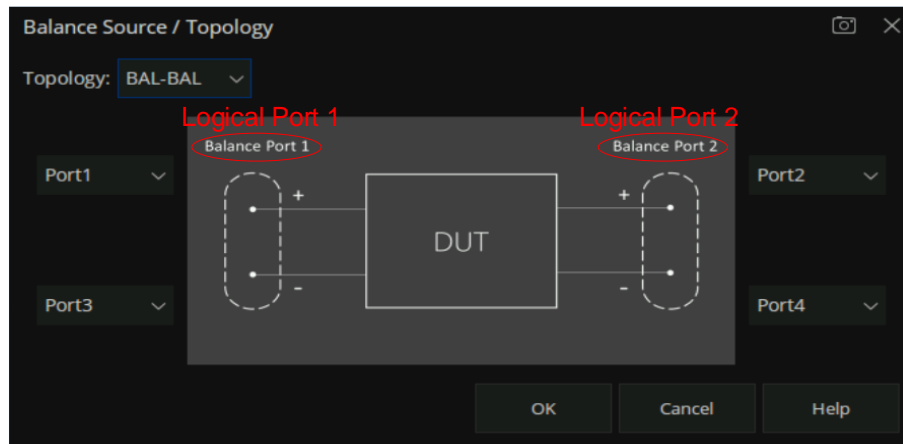 Balance Source / Topology
Topology: BAL-BAL
Logical Port 1 Logical Port 2
Balance Port 1 Balance Port 2
Port1 Port2
+ +
DUT
- -
Port3 Port4
OK Cancel Help